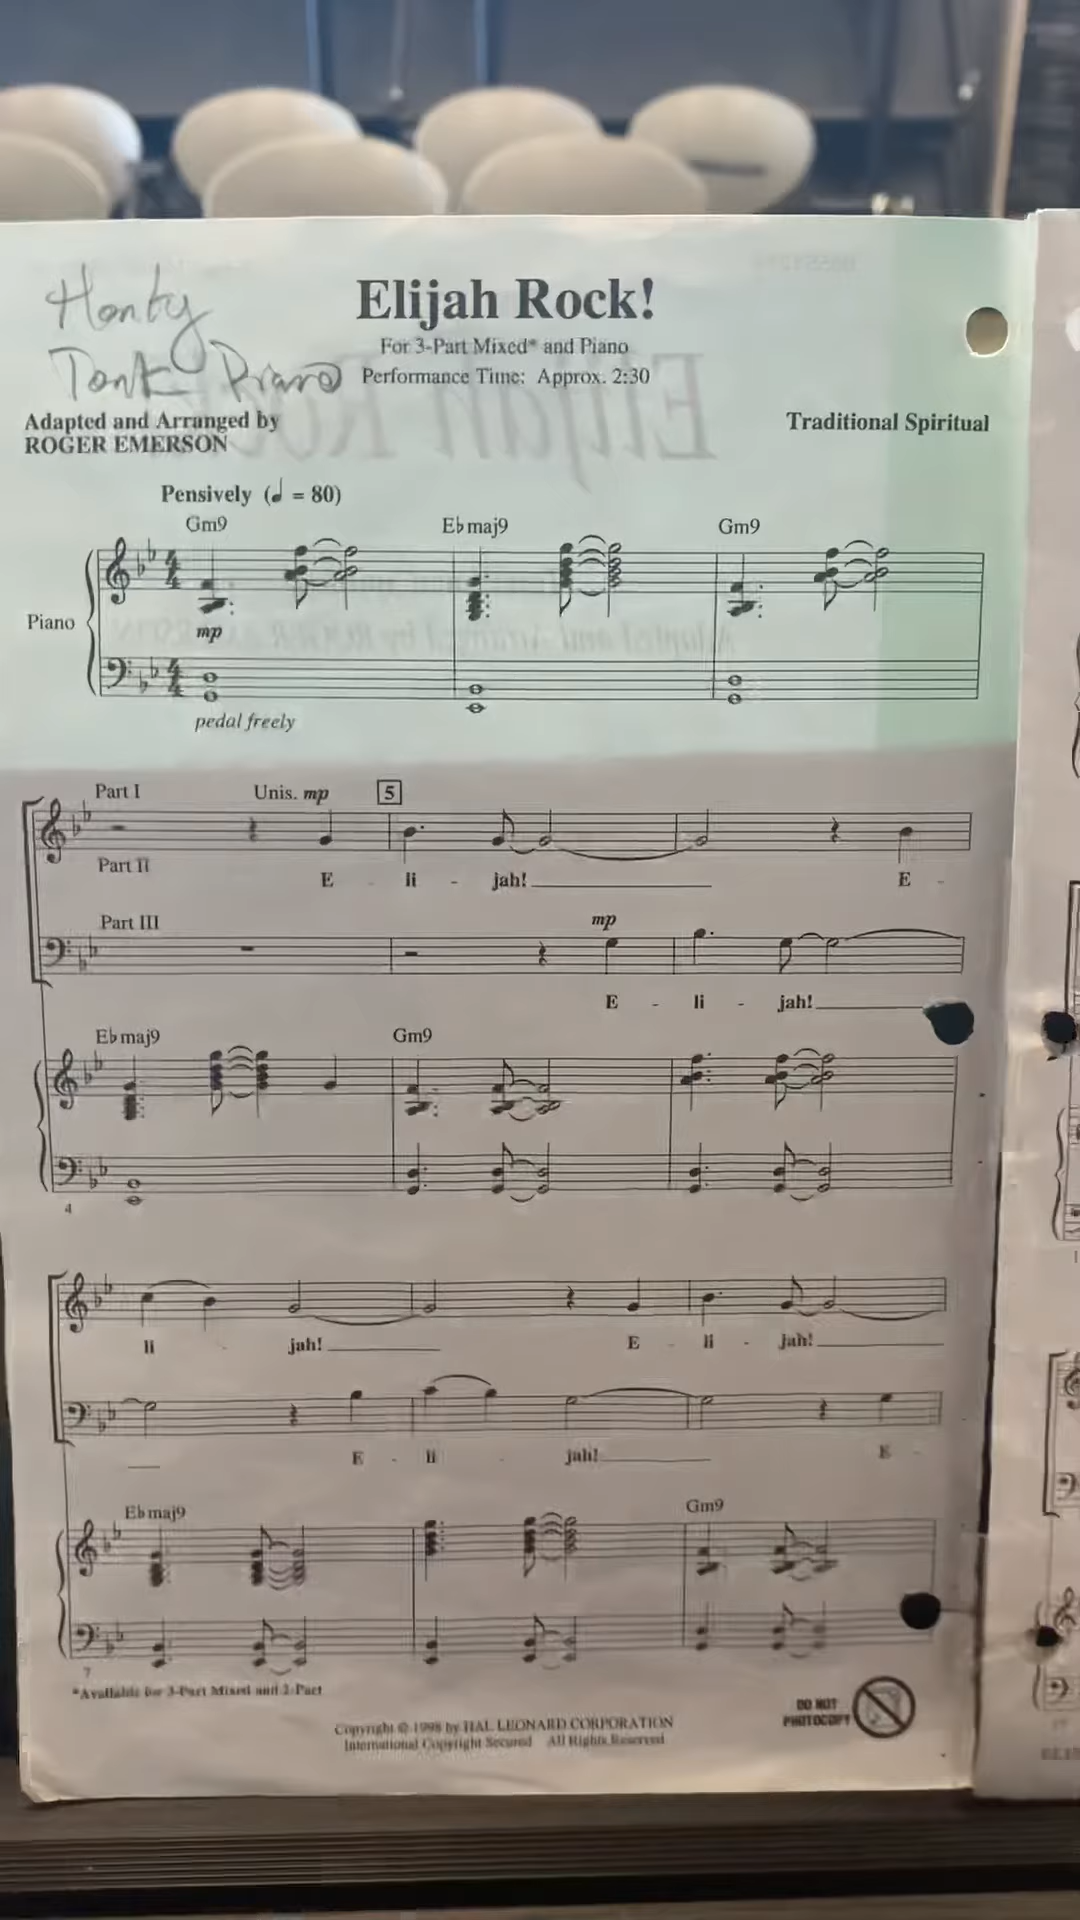 Honky
Tonk Piano
Elijah Rock!
For 3-Part Mixed* and Piano
Performance Time: Approx. 2:30
Adapted and Arranged by
ROGER EMERSON
Traditional Spiritual
Pensively (♩ = 80)
Gm9 E♭maj9 Gm9
Piano
mp
pedal freely
Part I Unis. mp 5
Part II
E - li - jah! E -
Part III mp
E - li - jah!
E♭maj9 Gm9
4
li - jah! E - li - jah!
E - li - jah! E -
E♭maj9 Gm9
7
*Available for 3-Part Mixed and 2-Part
Copyright © 1998 by HAL LEONARD CORPORATION
International Copyright Secured All Rights Reserved
DO NOT
PHOTOCOPY